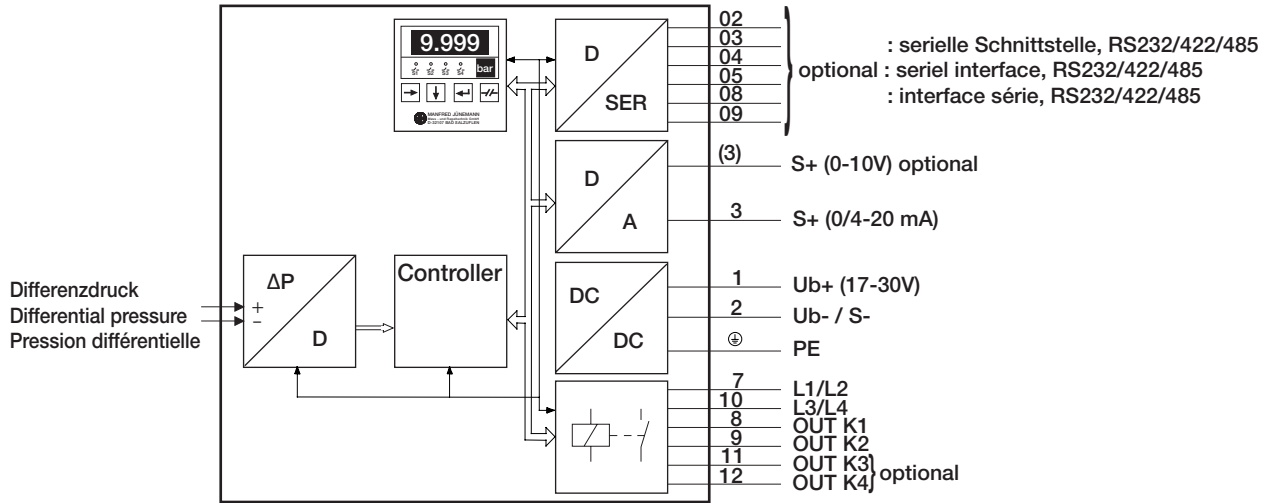 9.999
bar
MANFRED JÜNEMANN
D
SER
02
03
04
05
08
09
: serielle Schnittstelle, RS232/422/485
optional : seriel interface, RS232/422/485
: interface série, RS232/422/485
D
A
(3)
S+ (0-10V) optional
3
S+ (0/4-20 mA)
Differenzdruck
Differential pressure
Pression différentielle
ΔP
+
−
D
Controller
DC
DC
1
Ub+ (17-30V)
2
Ub- / S-
PE
7
L1/L2
10
L3/L4
8
OUT K1
9
OUT K2
11
OUT K3
12
OUT K4
optional